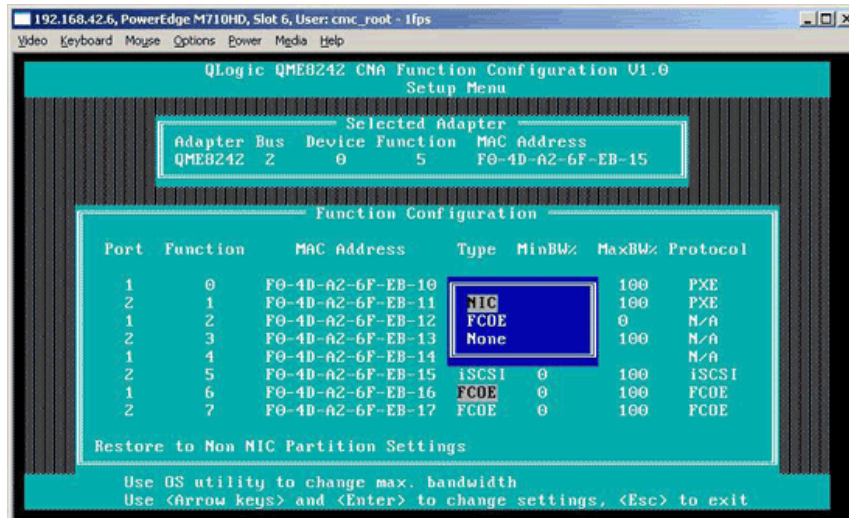 192.168.42.6, PowerEdge M710HD, Slot 6, User: cmc_root - 1fps
Video Keyboard Mouse Options Power Media Help
QLogic QME8242 CNA Function Configuration V1.0
Setup Menu
Selected Adapter
Adapter Bus Device Function MAC Address
QME8242 2 0 5 F0-4D-A2-6F-EB-15
Function Configuration
Port Function MAC Address Type MinBW% MaxBW% Protocol
1 0 F0-4D-A2-6F-EB-10 100 PXE
2 1 F0-4D-A2-6F-EB-11 NIC 100 PXE
1 2 F0-4D-A2-6F-EB-12 FCOE 0 N/A
2 3 F0-4D-A2-6F-EB-13 None 100 N/A
1 4 F0-4D-A2-6F-EB-14 N/A
2 5 F0-4D-A2-6F-EB-15 iSCSI 0 100 iSCSI
1 6 F0-4D-A2-6F-EB-16 FCOE 0 100 FCOE
2 7 F0-4D-A2-6F-EB-17 FCOE 0 100 FCOE
Restore to Non NIC Partition Settings
Use OS utility to change max. bandwidth
Use <Arrow keys> and <Enter> to change settings, <Esc> to exit